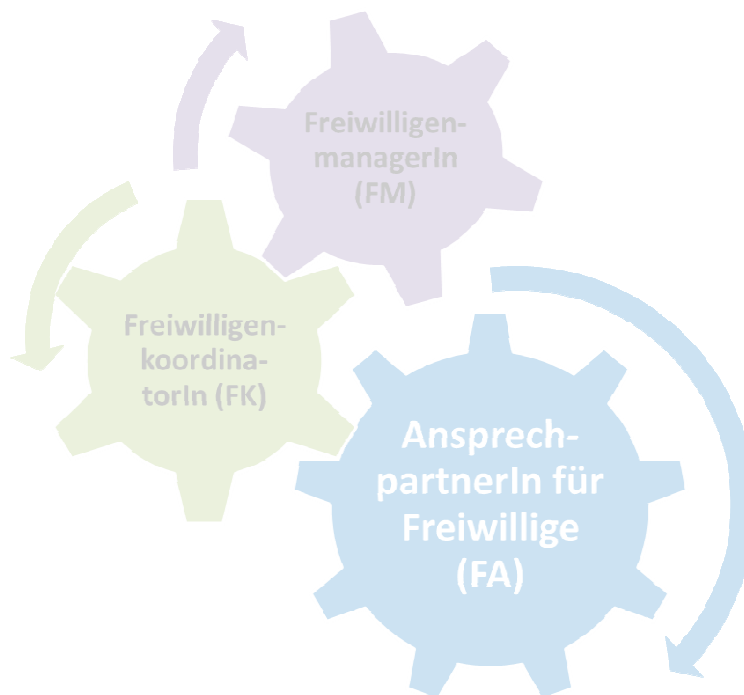 Freiwilligen-
managerIn
(FM)
Freiwilligen-
koordina-
torIn (FK)
Ansprech-
partnerIn für
Freiwillige
(FA)